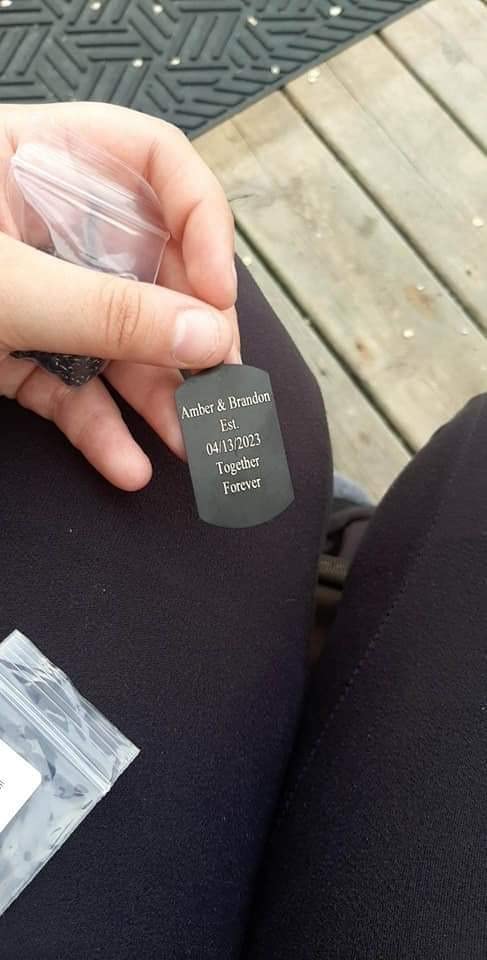 Amber & Brandon
Est.
04/13/2023
Together
Forever